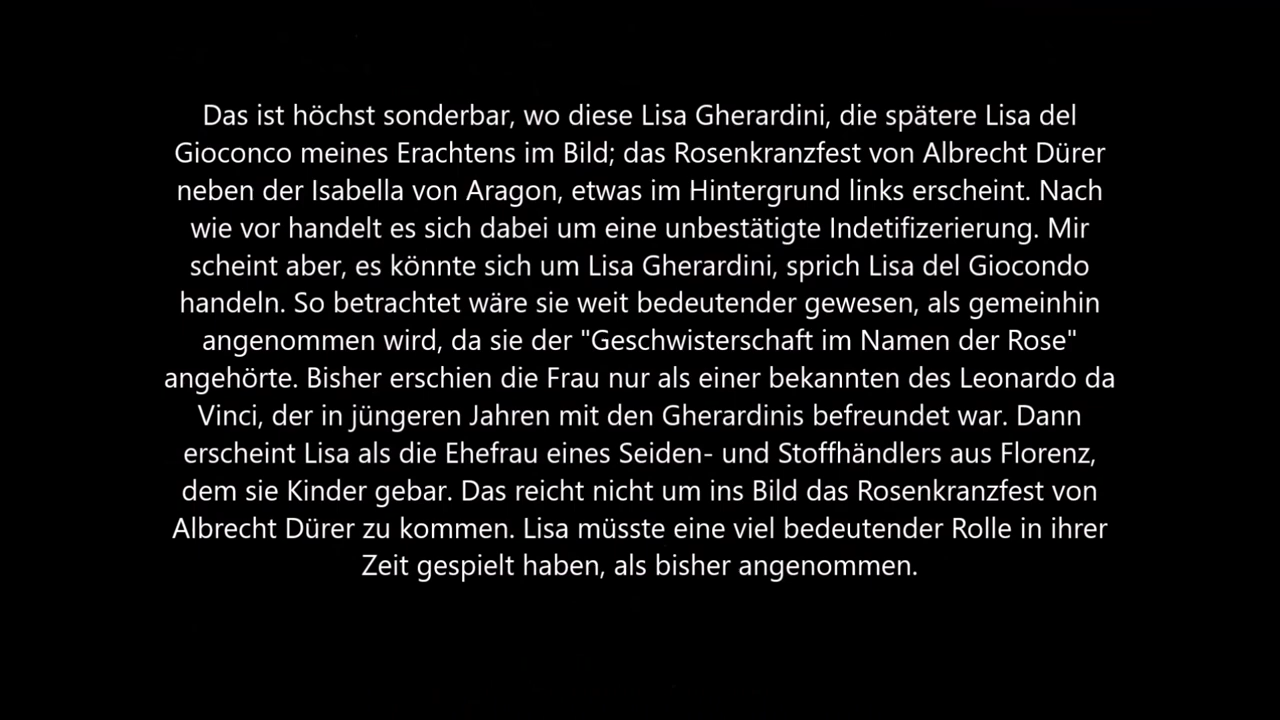 Das ist höchst sonderbar, wo diese Lisa Gherardini, die spätere Lisa del
Gioconco meines Erachtens im Bild; das Rosenkranzfest von Albrecht Dürer
neben der Isabella von Aragon, etwas im Hintergrund links erscheint. Nach
wie vor handelt es sich dabei um eine unbestätigte Indetifizerierung. Mir
scheint aber, es könnte sich um Lisa Gherardini, sprich Lisa del Giocondo
handeln. So betrachtet wäre sie weit bedeutender gewesen, als gemeinhin
angenommen wird, da sie der "Geschwisterschaft im Namen der Rose"
angehörte. Bisher erschien die Frau nur als einer bekannten des Leonardo da
Vinci, der in jüngeren Jahren mit den Gherardinis befreundet war. Dann
erscheint Lisa als die Ehefrau eines Seiden- und Stoffhändlers aus Florenz,
dem sie Kinder gebar. Das reicht nicht um ins Bild das Rosenkranzfest von
Albrecht Dürer zu kommen. Lisa müsste eine viel bedeutender Rolle in ihrer
Zeit gespielt haben, als bisher angenommen.